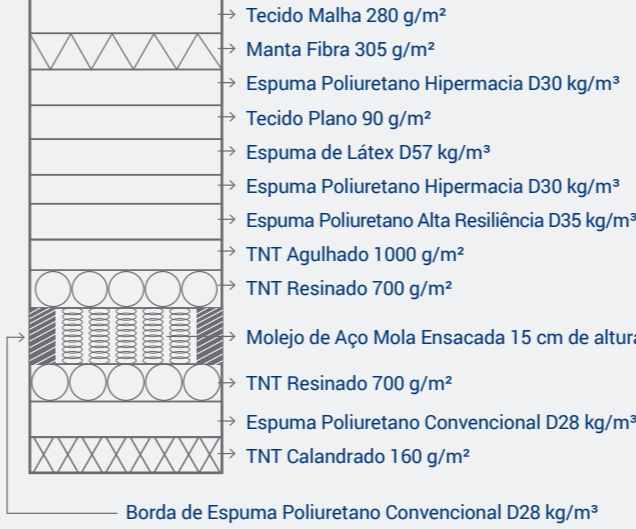 Tecido Malha 280 g/m²
Manta Fibra 305 g/m²
Espuma Poliuretano Hipermacia D30 kg/m³
Tecido Plano 90 g/m²
Espuma de Látex D57 kg/m³
Espuma Poliuretano Hipermacia D30 kg/m³
Espuma Poliuretano Alta Resiliência D35 kg/m³
TNT Agulhado 1000 g/m²
TNT Resinado 700 g/m²
Molejo de Aço Mola Ensacada 15 cm de altura
TNT Resinado 700 g/m²
Espuma Poliuretano Convencional D28 kg/m³
TNT Calandrado 160 g/m²
Borda de Espuma Poliuretano Convencional D28 kg/m³